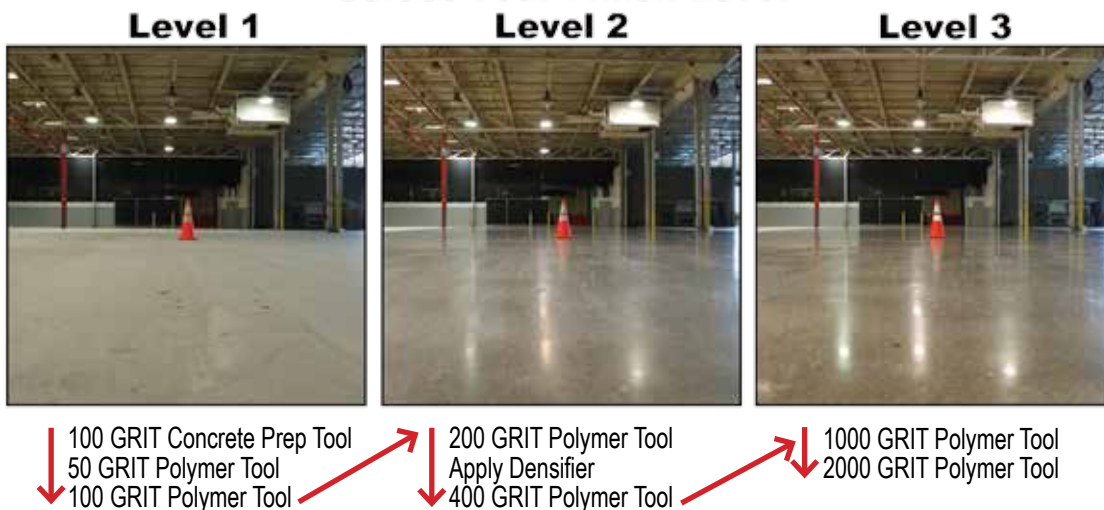 Level 1
Level 2
Level 3
100 GRIT Concrete Prep Tool
50 GRIT Polymer Tool
100 GRIT Polymer Tool
200 GRIT Polymer Tool
Apply Densifier
400 GRIT Polymer Tool
1000 GRIT Polymer Tool
2000 GRIT Polymer Tool